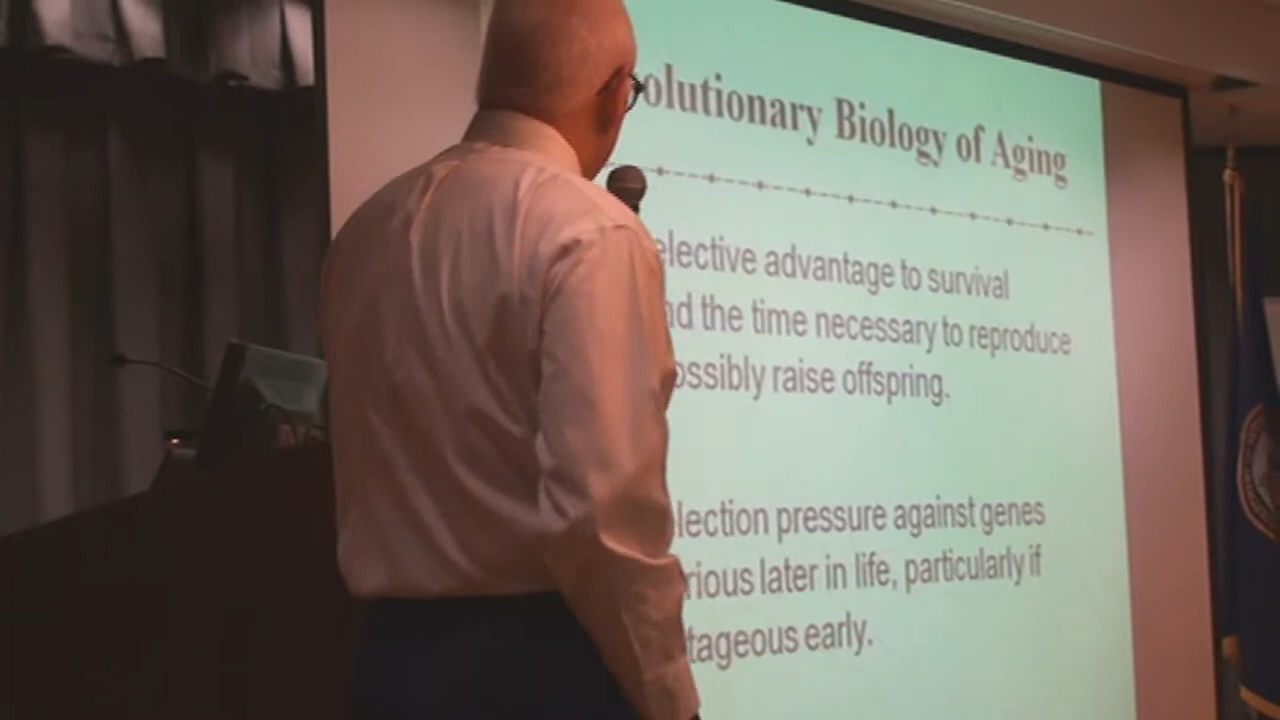 olutionary Biology of Aging
elective advantage to survival
nd the time necessary to reproduce
ossibly raise offspring.
lection pressure against genes
rious later in life, particularly if
tageous early.